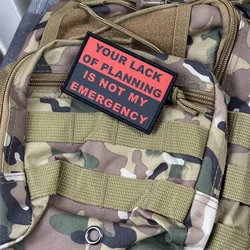 YOUR LACK
OF PLANNING
IS NOT MY
EMERGENCY